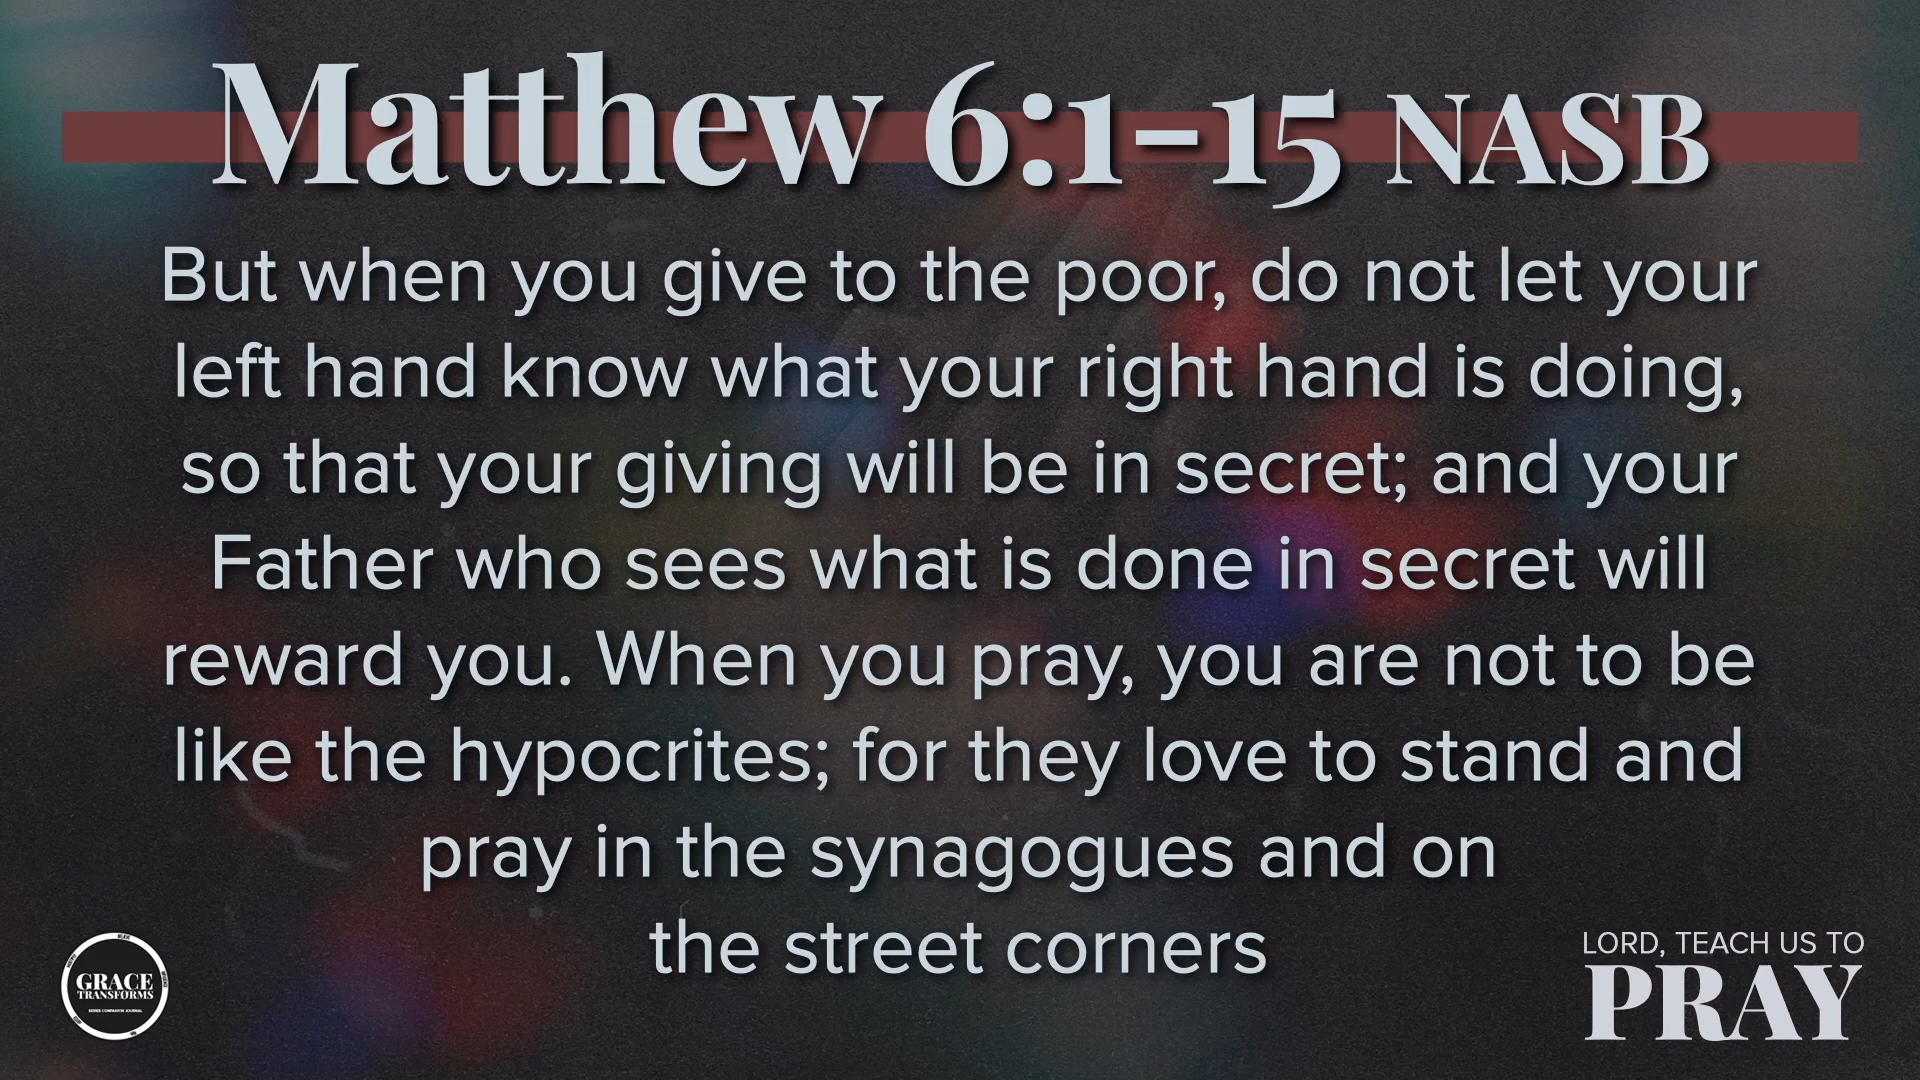 Matthew 6:1-15 NASB
But when you give to the poor, do not let your
left hand know what your right hand is doing,
so that your giving will be in secret; and your
Father who sees what is done in secret will
reward you. When you pray, you are not to be
like the hypocrites; for they love to stand and
pray in the synagogues and on
the street corners
GRACE
TRANSFORMS
SERIES COMPANION JOURNAL
LORD, TEACH US TO
PRAY